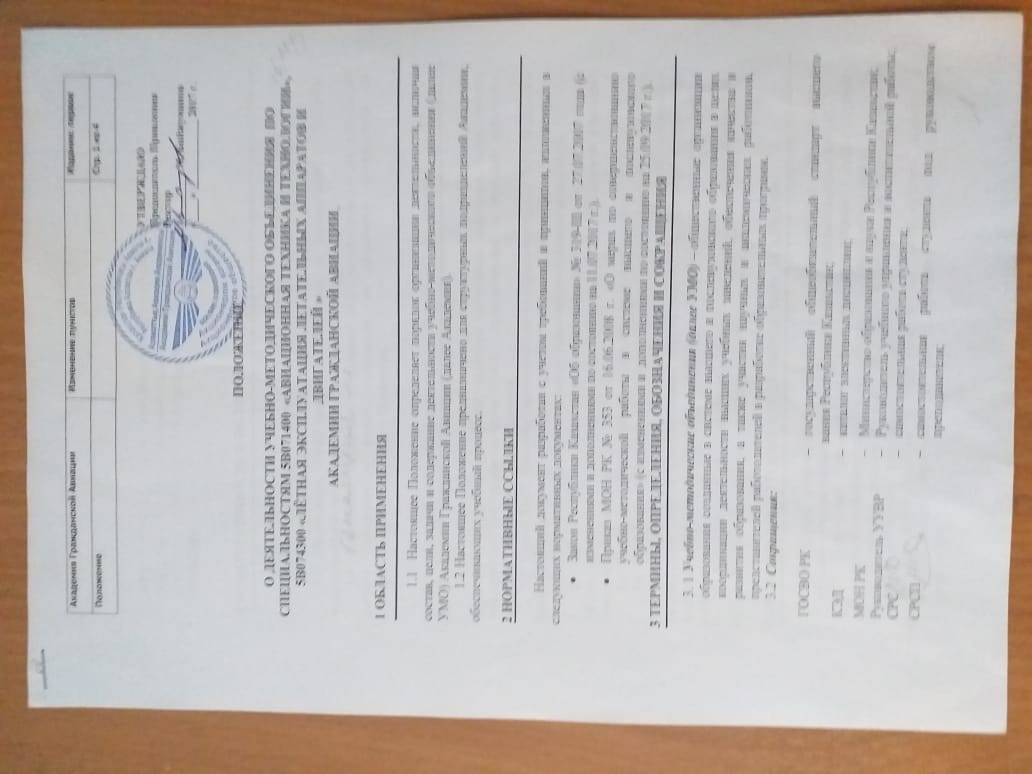 Академия Гражданской Авиации Изменение пунктов Издание: первое
Положение Стр. 1 из 4
УТВЕРЖДАЮ
Председатель Правления
Ректор
2017 г.
Академия Гражданской Авиации
ПОЛОЖЕНИЕ
О ДЕЯТЕЛЬНОСТИ УЧЕБНО-МЕТОДИЧЕСКОГО ОБЪЕДИНЕНИЯ ПО
СПЕЦИАЛЬНОСТЯМ 5В071400 «АВИАЦИОННАЯ ТЕХНИКА И ТЕХНОЛОГИИ»,
5В074300 «ЛЁТНАЯ ЭКСПЛУАТАЦИЯ ЛЕТАТЕЛЬНЫХ АППАРАТОВ И
ДВИГАТЕЛЕЙ »
АКАДЕМИИ ГРАЖДАНСКОЙ АВИАЦИИ
1 ОБЛАСТЬ ПРИМЕНЕНИЯ
1.1 Настоящее Положение определяет порядок организации деятельности, включая
состав, цели, задачи и содержание деятельности учебно-методического объединения (далее
УМО) Академии Гражданской Авиации (далее Академия).
1.2 Настоящее Положение предназначено для структурных подразделений Академии,
обеспечивающих учебный процесс.
2 НОРМАТИВНЫЕ ССЫЛКИ
Настоящий документ разработан с учетом требований и принципов, изложенных в
следующих нормативных документах:
• Закон Республики Казахстан «Об образовании» № 319-III от 27.07.2007 года (с
изменениями и дополнениями по состоянию на 11.07.2017 г.).
• Приказ МОН РК № 353 от 16.06.2008 г. «О мерах по совершенствованию
учебно-методической работы в системе высшего и послевузовского
образования» (с изменениями и дополнениями по состоянию на 25.09.2017 г.).
3 ТЕРМИНЫ, ОПРЕДЕЛЕНИЯ, ОБОЗНАЧЕНИЯ И СОКРАЩЕНИЯ
3. 1 Учебно-методические объединения (далее УМО) – общественные организации
образования созданные в системе высшего и послевузовского образования в целях
координации деятельности высших учебных заведений, обеспечения качества и
развития образования, а также участия научных и академических работников,
представителей работодателей в разработке образовательных программ.
3.2 Сокращения:
ГОСВО РК – государственный общеобязательный стандарт высшего
вания Республики Казахстан;
КЭД – каталог элективных дисциплин;
МОН РК – Министерство образования и науки Республики Казахстан;
Руководитель УУВР – Руководитель учебного управления и воспитательной работы;
СРС – самостоятельная работа студента;
СРСП – самостоятельная работа студента под руководством
преподавателя;